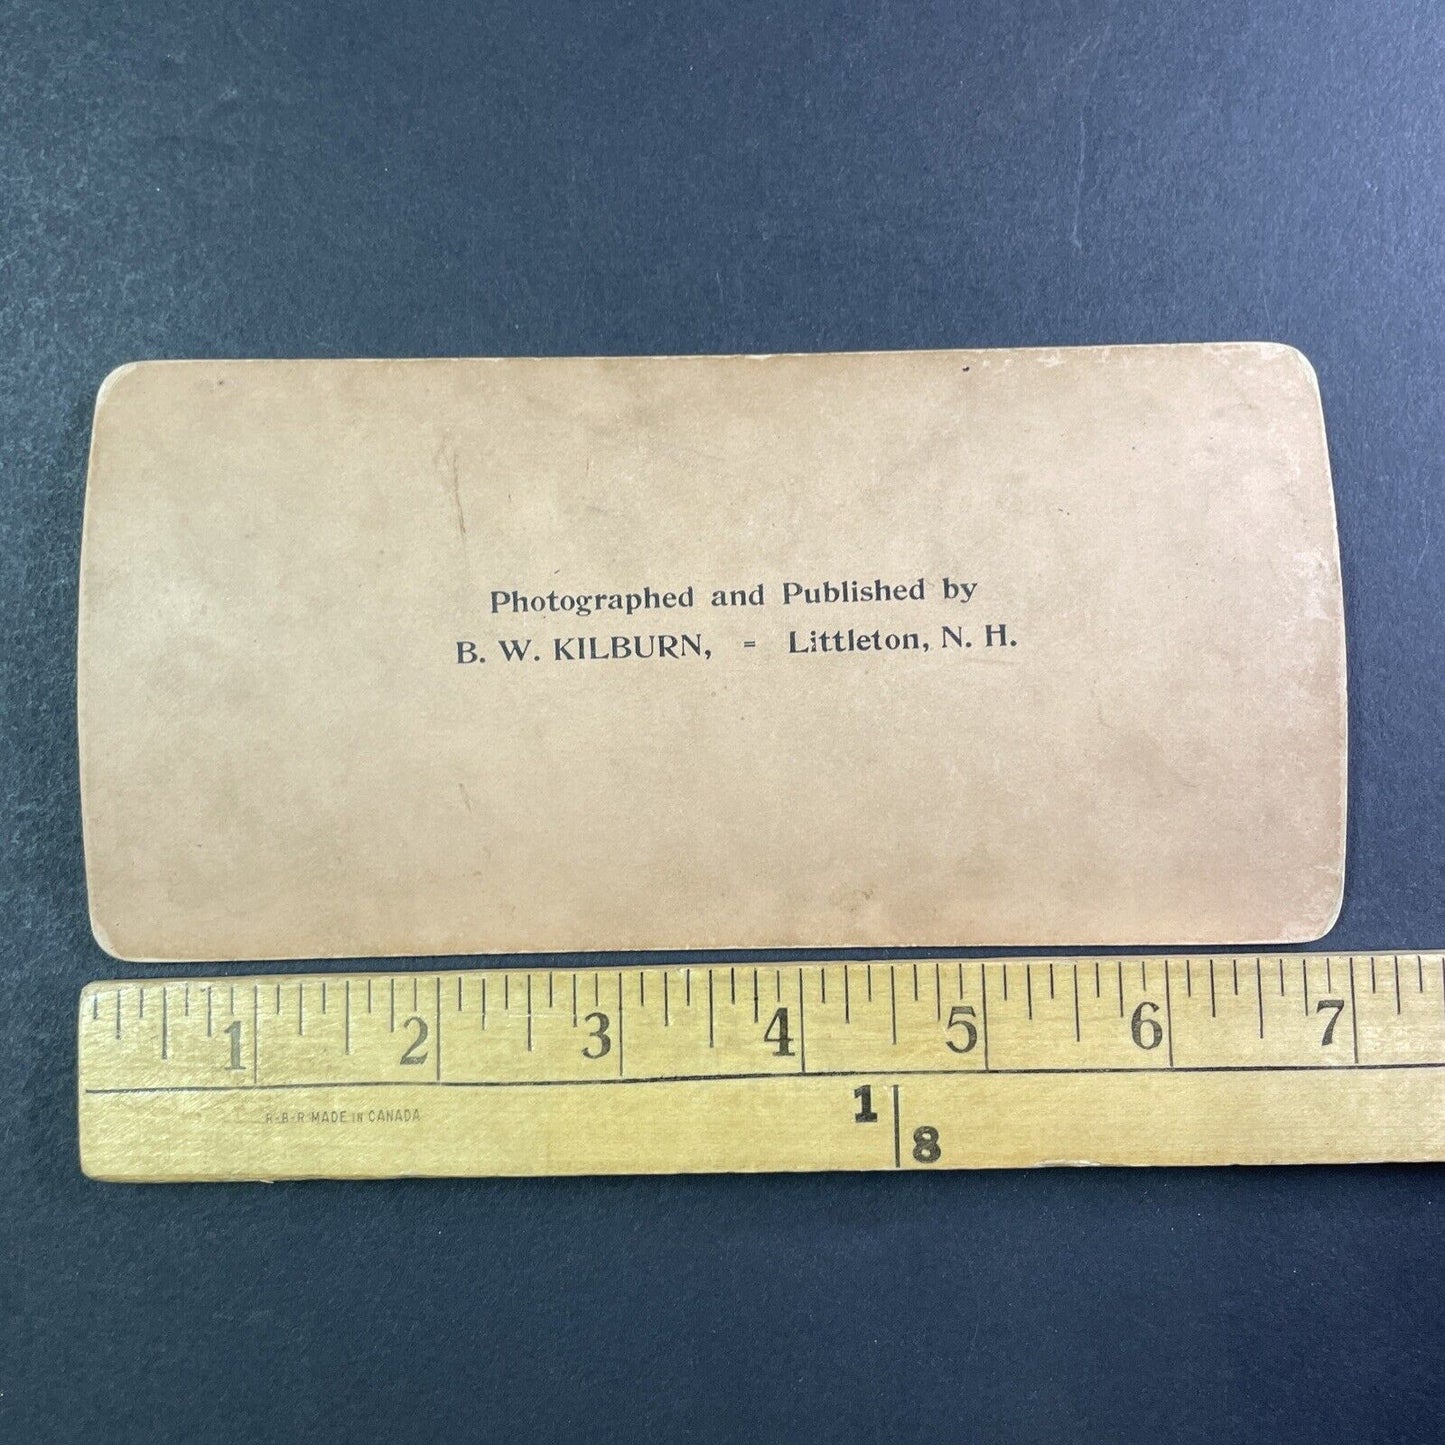 Photographed and Published by
B. W. KILBURN, = Littleton, N. H.
1 2 3 4 5 6 7
R-B-R MADE IN CANADA
1 8